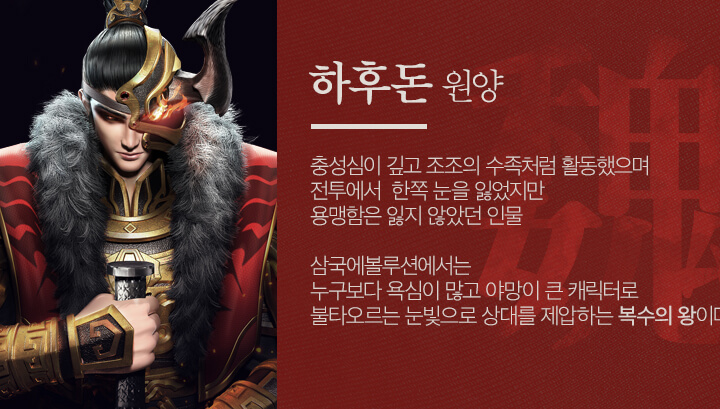 하후돈 원양
충성심이 깊고 조조의 수족처럼 활동했으며
전투에서 한쪽 눈을 잃었지만
용맹함은 잃지 않았던 인물
삼국에볼루션에서는
누구보다 욕심이 많고 야망이 큰 캐릭터로
불타오르는 눈빛으로 상대를 제압하는 복수의 왕이